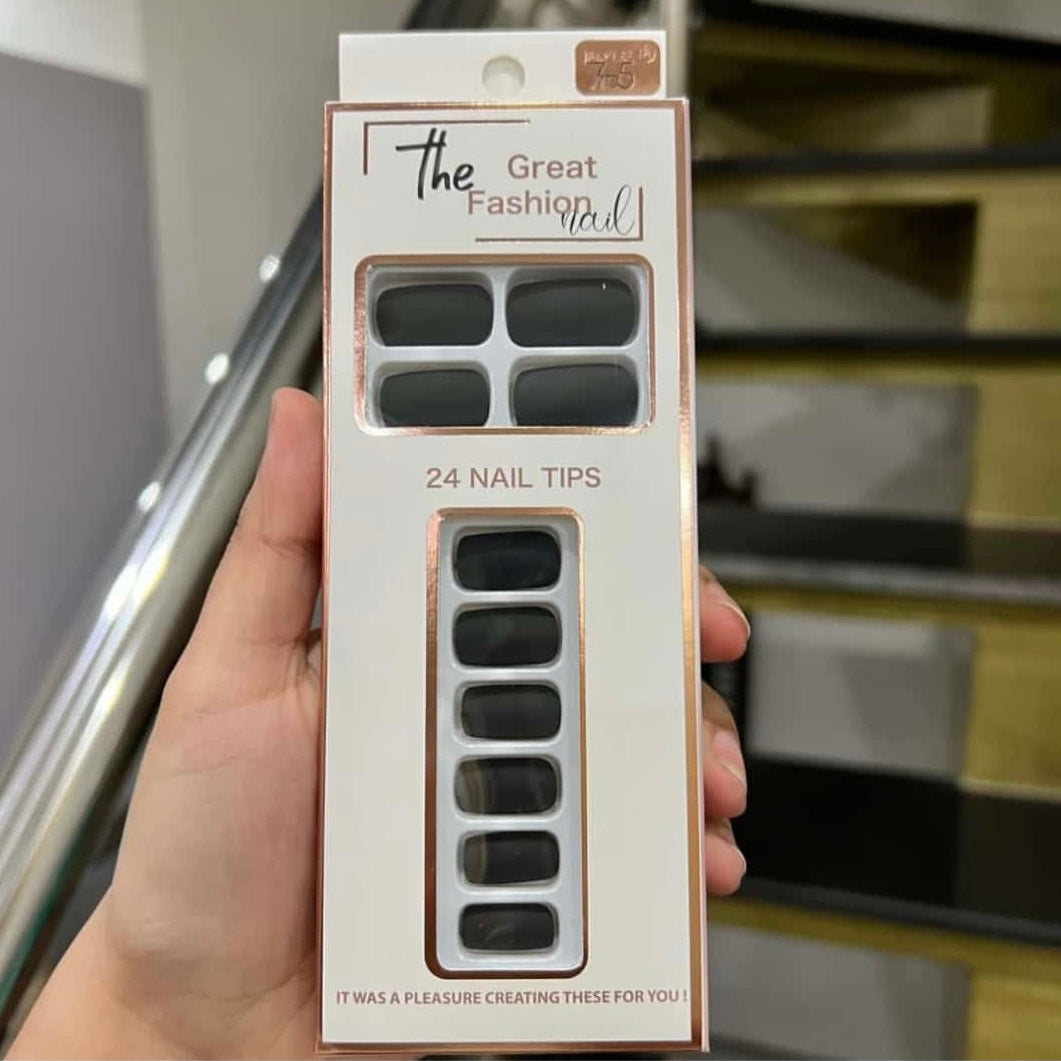 The Great
Fashion nail
24 NAIL TIPS
IT WAS A PLEASURE CREATING THESE FOR YOU !